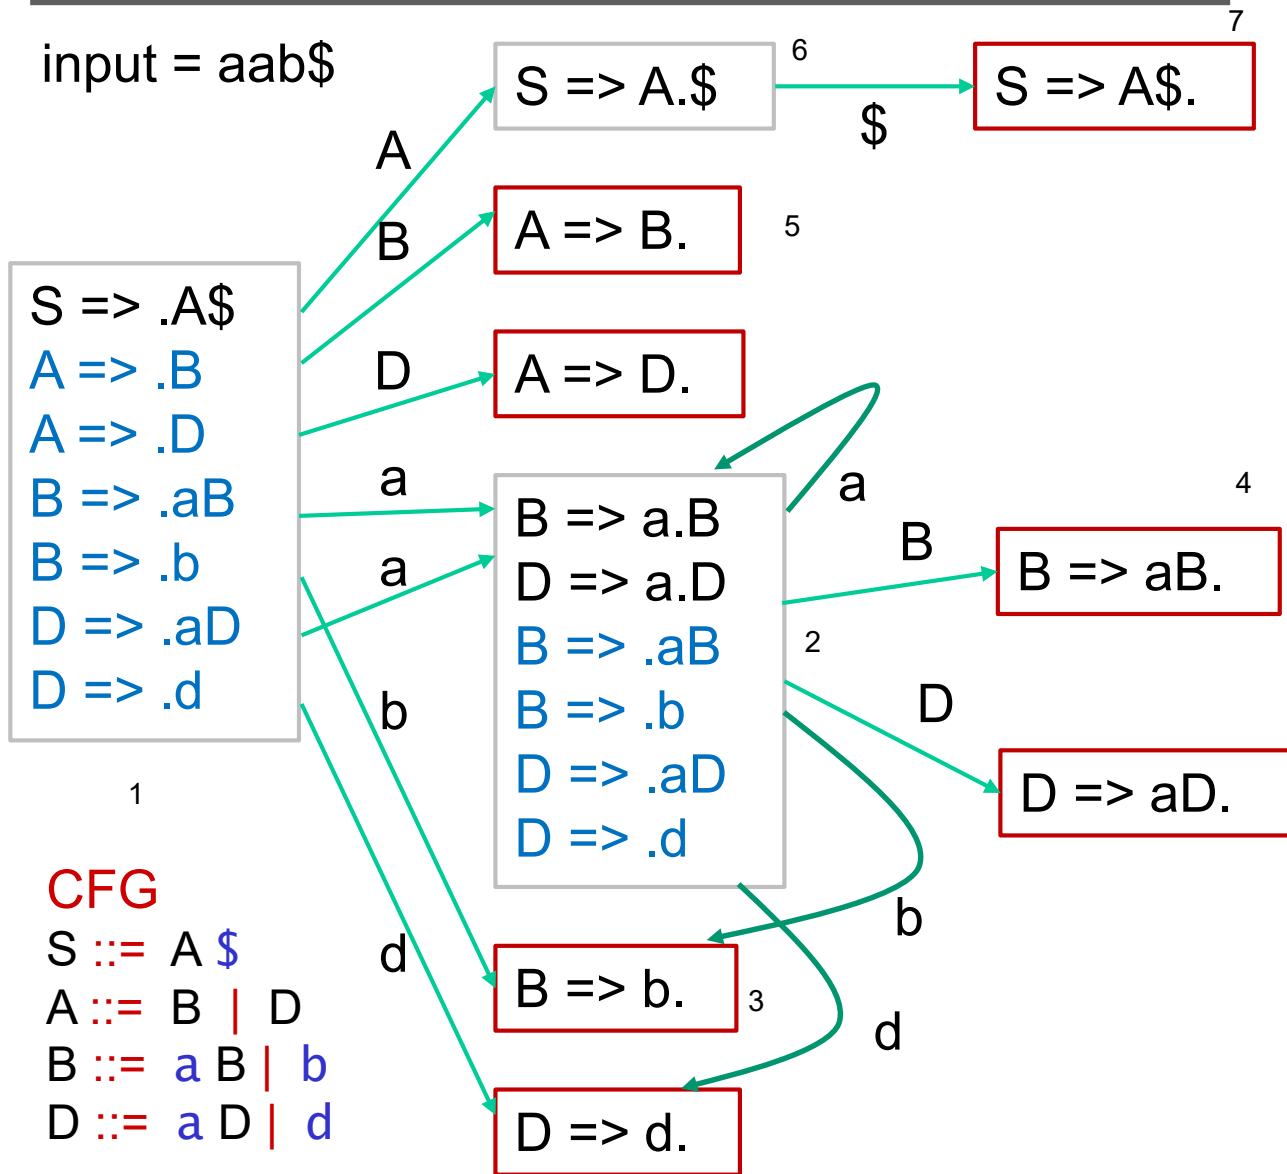 input = aab$
7
S => A.$
6
S => A$.
$
A
A => B.
5
B
S => .A$
A => .B
A => .D
B => .aB
B => .b
D => .aD
D => .d
1
A => D.
D
a
a
b
d
B => a.B
D => a.D
B => .aB
B => .b
D => .aD
D => .d
2
a
B
4
B => aB.
D
D => aD.
b
d
B => b.
3
D => d.
CFG
S ::= A $
A ::= B | D
B ::= a B | b
D ::= a D | d